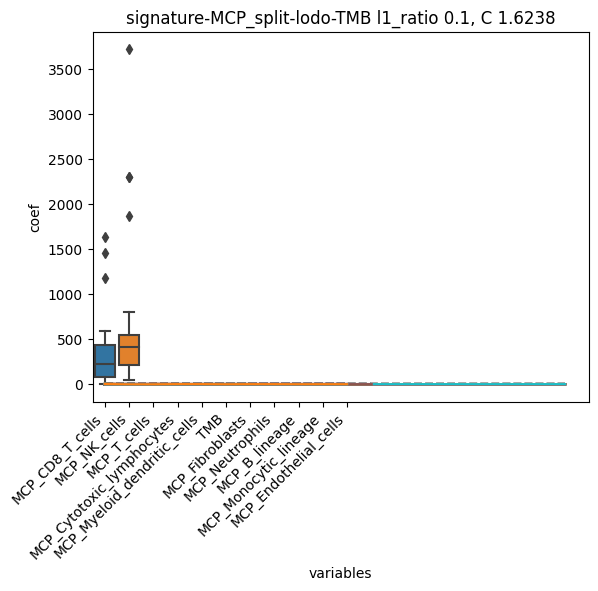 signature-MCP_split-lodo-TMB l1_ratio 0.1, C 1.6238
coef
3500
3000
2500
2000
1500
1000
500
0
MCP_CD8_T_cells
MCP_NK_cells
MCP_T_cells
MCP_Cytotoxic_lymphocytes
MCP_Myeloid_dendritic_cells
TMB
MCP_Fibroblasts
MCP_Neutrophils
MCP_B_lineage
MCP_Monocytic_lineage
MCP_Endothelial_cells
variables